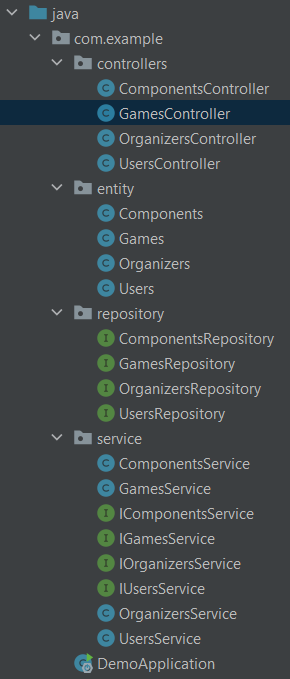 java
com.example
controllers
ComponentsController
GamesController
OrganizersController
UsersController
entity
Components
Games
Organizers
Users
repository
ComponentsRepository
GamesRepository
OrganizersRepository
UsersRepository
service
ComponentsService
GamesService
IComponentsService
IGamesService
IOrganizersService
IUsersService
OrganizersService
UsersService
DemoApplication